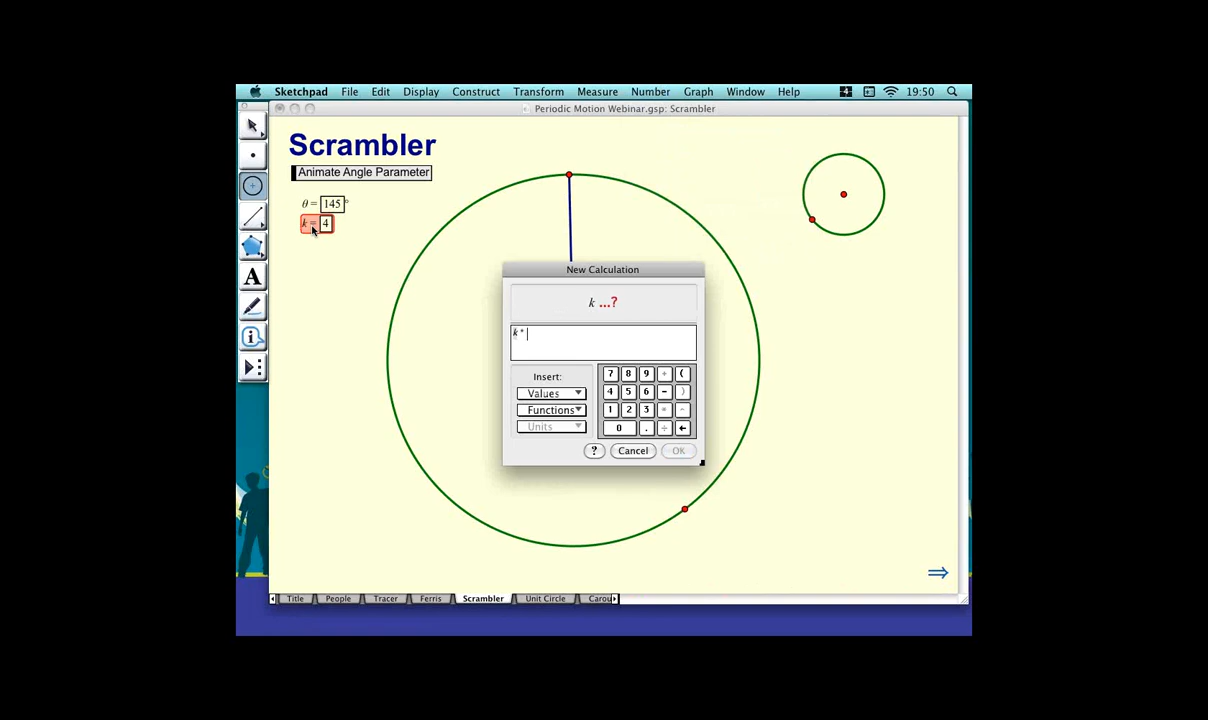 Sketchpad File Edit Display Construct Transform Measure Number Graph Window Help 4 19:50
Periodic Motion Webinar.gsp: Scrambler
Scrambler
Animate Angle Parameter
θ = 145°
k = 4
New Calculation
k ...?
k *
Insert:
Values
Functions
Units
7 8 9 + (
4 5 6 − )
1 2 3 * ^
0 . ÷ ←
? Cancel OK
A
⇒
Title People Tracer Ferris Scrambler Unit Circle Carou